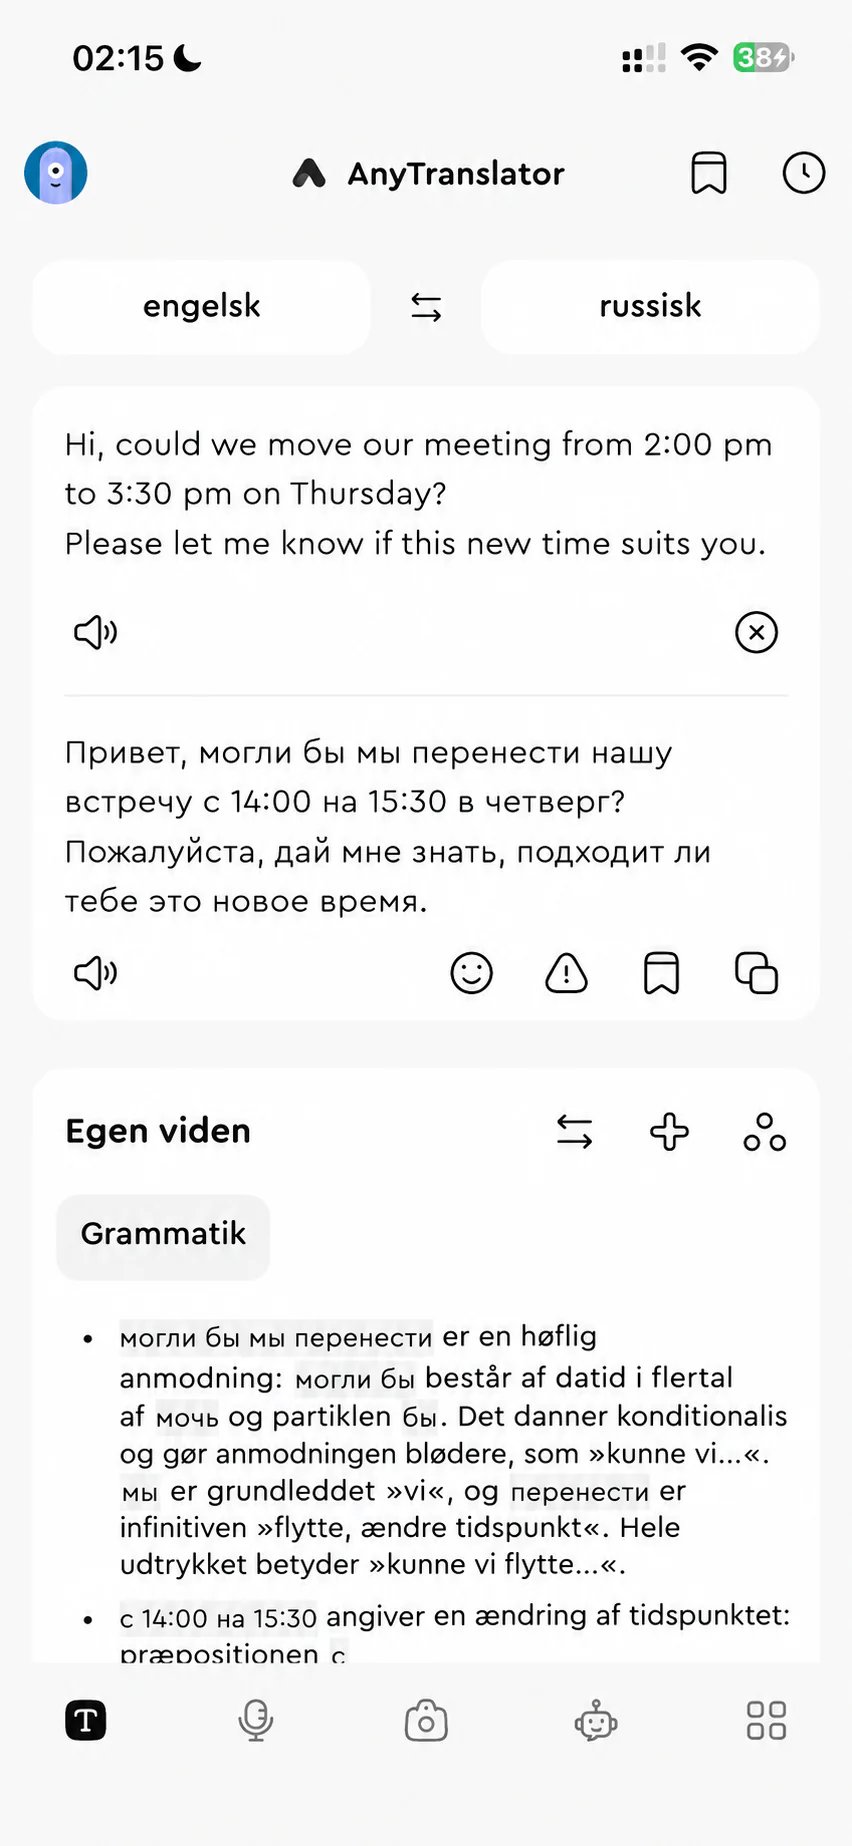 02:15
38
AnyTranslator
engelsk
russisk
Hi, could we move our meeting from 2:00 pm
to 3:30 pm on Thursday?
Please let me know if this new time suits you.
Привет, могли бы мы перенести нашу
встречу с 14:00 на 15:30 в четверг?
Пожалуйста, дай мне знать, подходит ли
тебе это новое время.
Egen viden
Grammatik
• могли бы мы перенести er en høflig
anmodning: могли бы består af datid i flertal
af мочь og partiklen бы. Det danner konditionalis
og gør anmodningen blødere, som »kunne vi...«.
мы er grundleddet »vi«, og перенести er
infinitiven »flytte, ændre tidspunkt«. Hele
udtrykket betyder »kunne vi flytte...«.
• с 14:00 на 15:30 angiver en ændring af tidspunktet:
præpositionen с
T